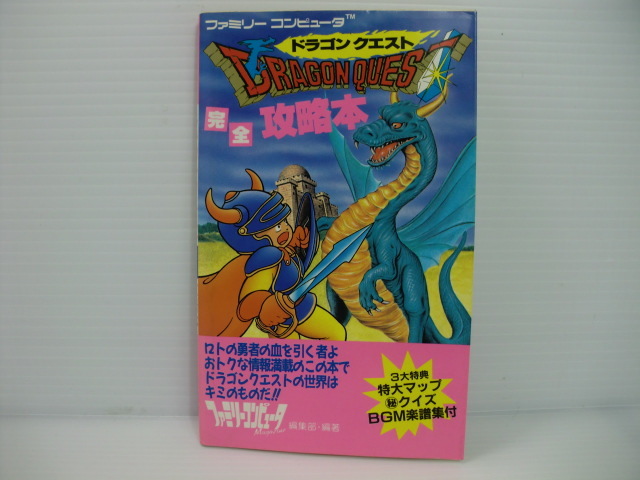 ファミリー コンピュータ™
ドラゴン クエスト
DRAGON QUEST
完全
攻略本
ロトの勇者の血を引く者よ
おトクな情報満載のこの本で
ドラゴンクエストの世界は
キミのものだ!!
ファミリーコンピュータ
Magazine
編集部・編著
3大特典
特大マップ
㊙クイズ
BGM楽譜集付